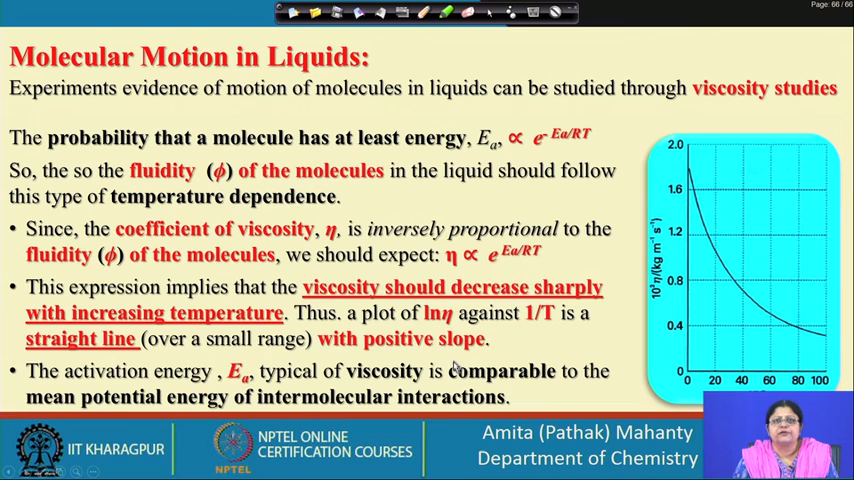 Page: 66 / 66
Molecular Motion in Liquids:
Experiments evidence of motion of molecules in liquids can be studied through viscosity studies
The probability that a molecule has at least energy, Ea, ∝ e- Ea/RT
So, the so the fluidity (ϕ) of the molecules in the liquid should follow
this type of temperature dependence.
• Since, the coefficient of viscosity, η, is inversely proportional to the
fluidity (ϕ) of the molecules, we should expect: η ∝ e Ea/RT
• This expression implies that the viscosity should decrease sharply
with increasing temperature. Thus. a plot of lnη against 1/T is a
straight line (over a small range) with positive slope.
• The activation energy , Ea, typical of viscosity is comparable to the
mean potential energy of intermolecular interactions.
10³η/(kg m⁻¹ s⁻¹)
2.0
1.6
1.2
0.8
0.4
0
0 20 40 60 80 100
IIT KHARAGPUR
NPTEL
NPTEL ONLINE
CERTIFICATION COURSES
Amita (Pathak) Mahanty
Department of Chemistry